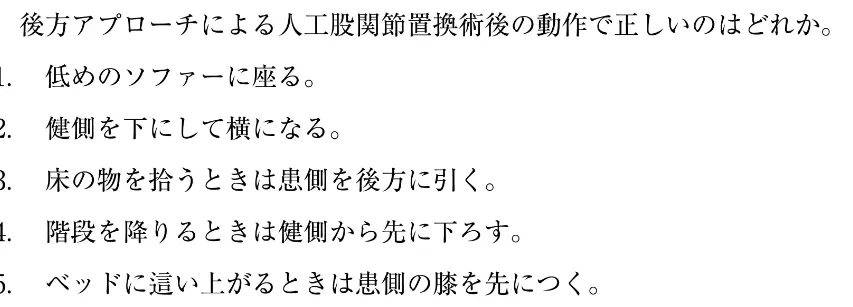 後方アプローチによる人工股関節置換術後の動作で正しいのはどれか。
1. 低めのソファーに座る。
2. 健側を下にして横になる。
3. 床の物を拾うときは患側を後方に引く。
4. 階段を降りるときは健側から先に下ろす。
5. ベッドに這い上がるときは患側の膝を先につく。